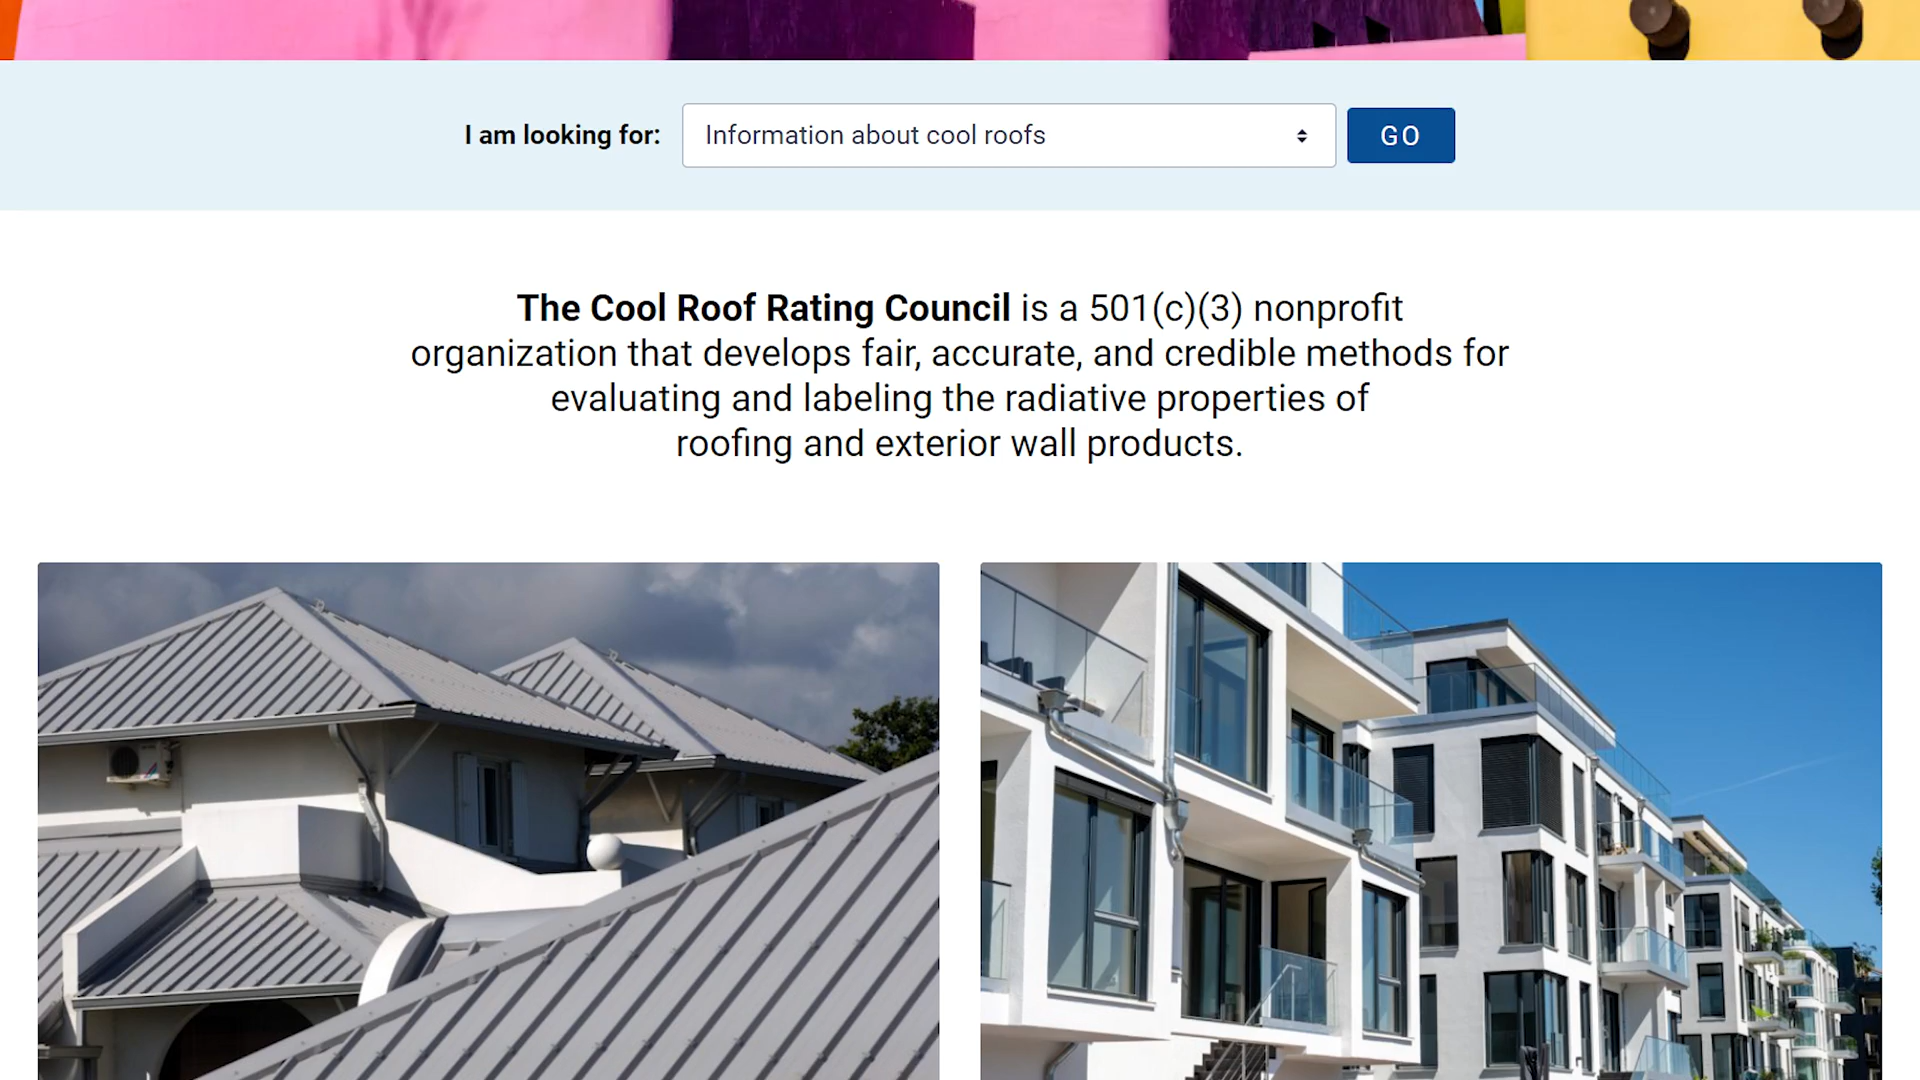 I am looking for:
Information about cool roofs
GO
The Cool Roof Rating Council is a 501(c)(3) nonprofit
organization that develops fair, accurate, and credible methods for
evaluating and labeling the radiative properties of
roofing and exterior wall products.